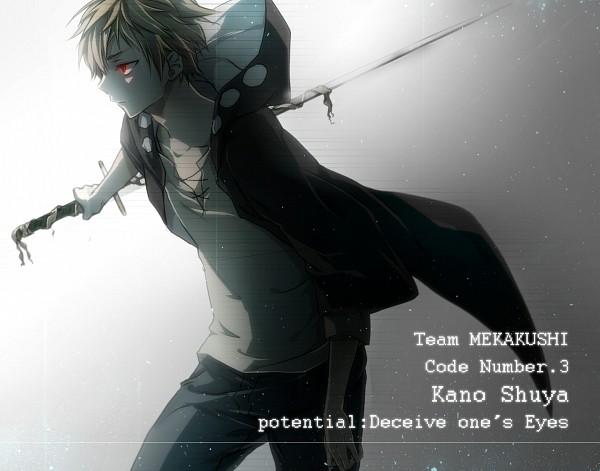 Team MEKAKUSHI
Code Number.3
Kano Shuya
potential:Deceive one's Eyes